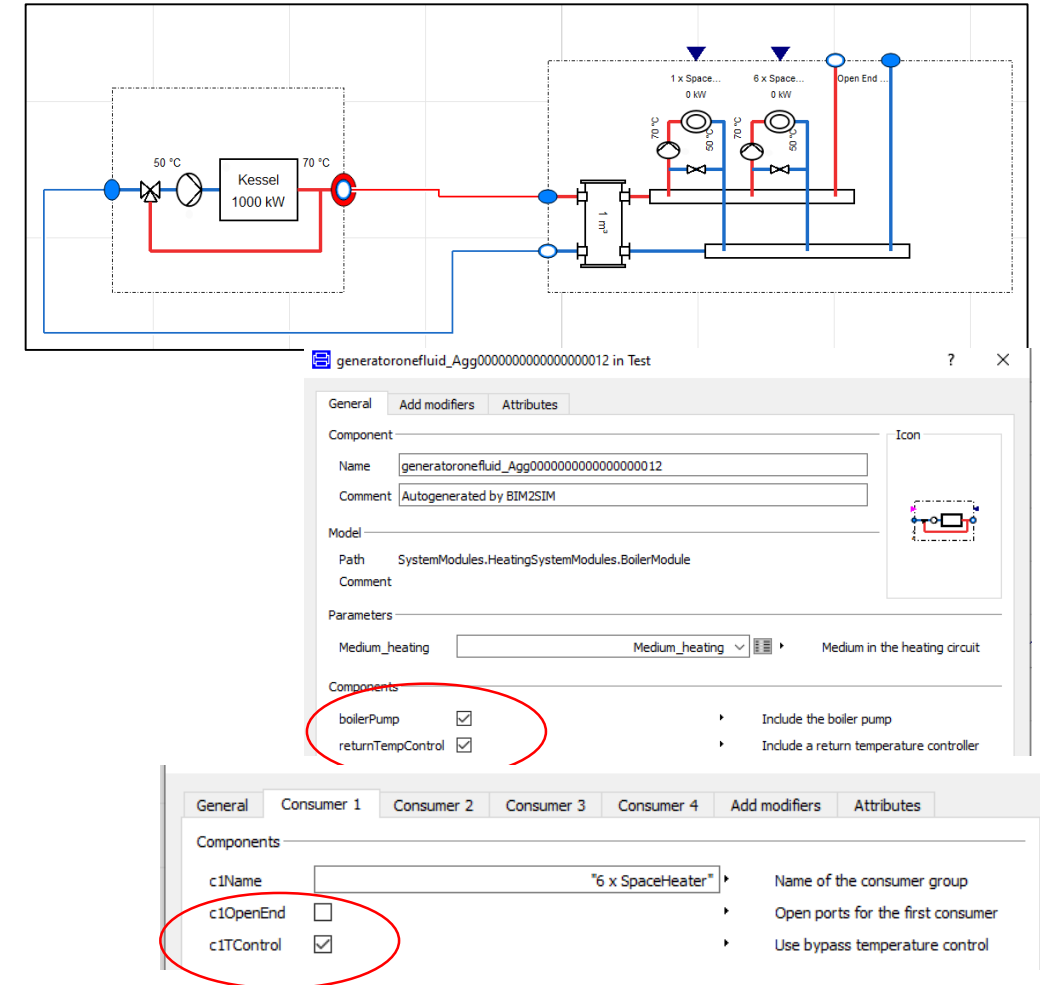 1 x Space...
6 x Space...
Open End ...
0 kW
0 kW
70 °C
50 °C
70 °C
50 °C
50 °C
70 °C
Kessel
1000 kW
1 m³
generatoronefluid_Agg0000000000000000012 in Test
?
General
Add modifiers
Attributes
Component
Icon
Name
generatoronefluid_Agg0000000000000000012
Comment
Autogenerated by BIM2SIM
Model
Path
SystemModules.HeatingSystemModules.BoilerModule
Comment
Parameters
Medium_heating
Medium_heating
Medium in the heating circuit
Components
boilerPump
Include the boiler pump
returnTempControl
Include a return temperature controller
General
Consumer 1
Consumer 2
Consumer 3
Consumer 4
Add modifiers
Attributes
Components
c1Name
"6 x SpaceHeater"
Name of the consumer group
c1OpenEnd
Open ports for the first consumer
c1TControl
Use bypass temperature control